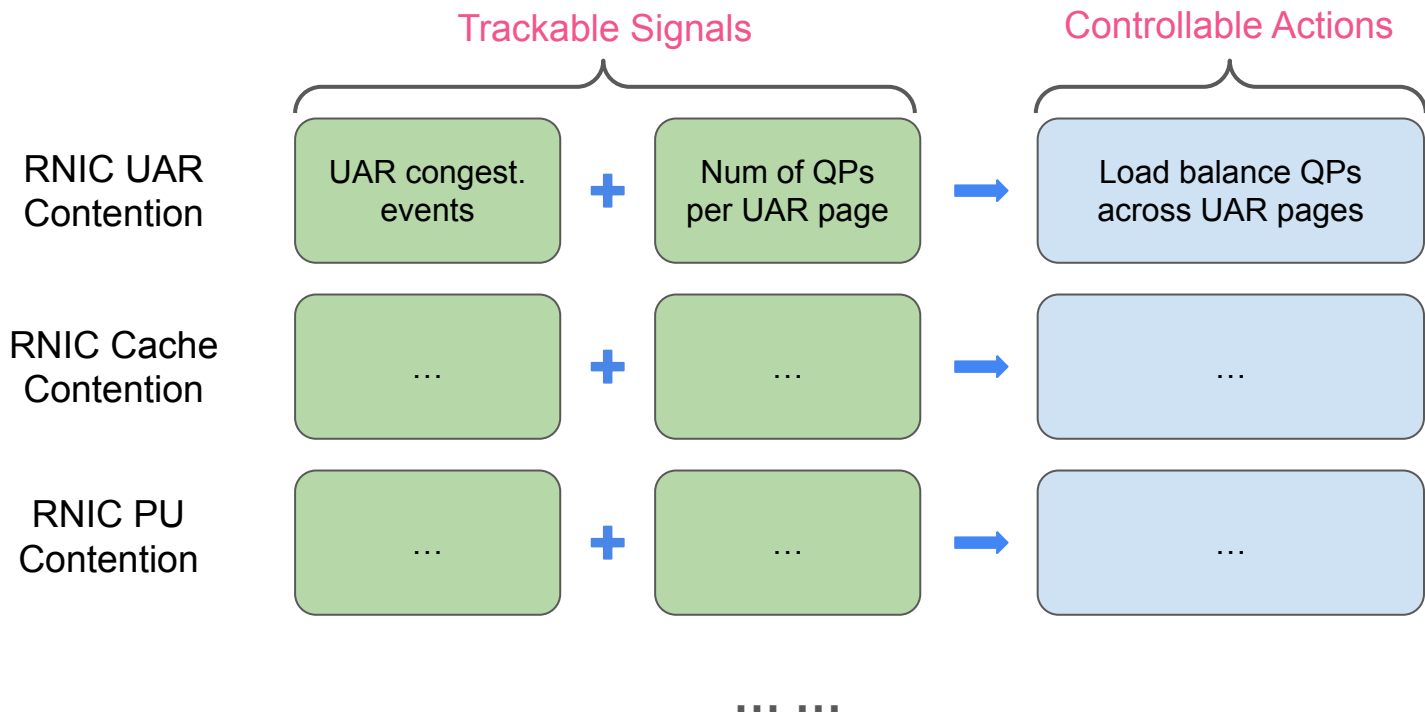 Trackable Signals
Controllable Actions
RNIC UAR
Contention
UAR congest.
events
Num of QPs
per UAR page
Load balance QPs
across UAR pages
RNIC Cache
Contention
…
…
…
RNIC PU
Contention
…
…
…
… …